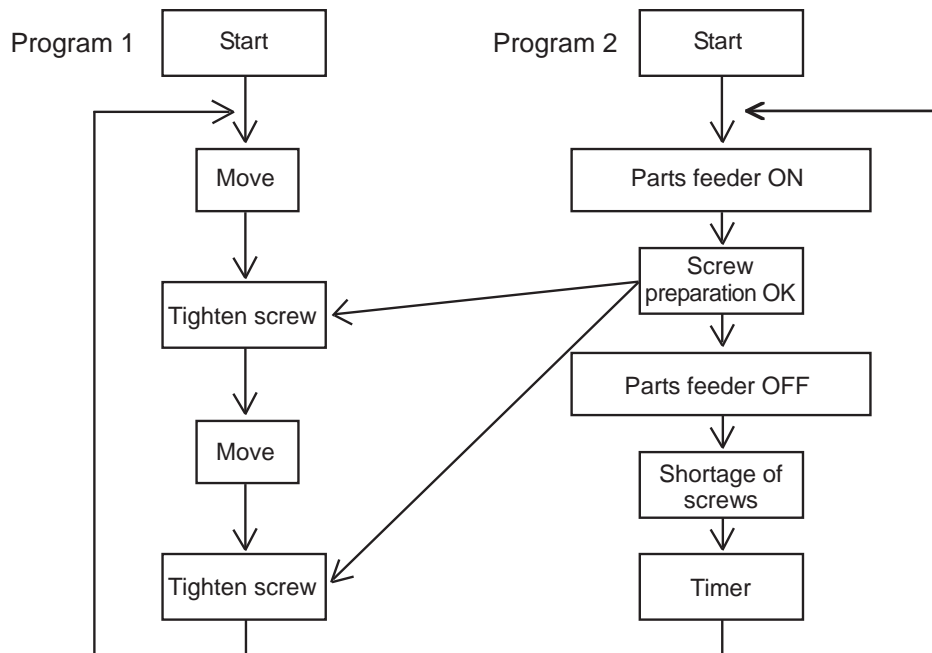 Program 1
Start
Move
Tighten screw
Move
Tighten screw
Program 2
Start
Parts feeder ON
Screw
preparation OK
Parts feeder OFF
Shortage of
screws
Timer